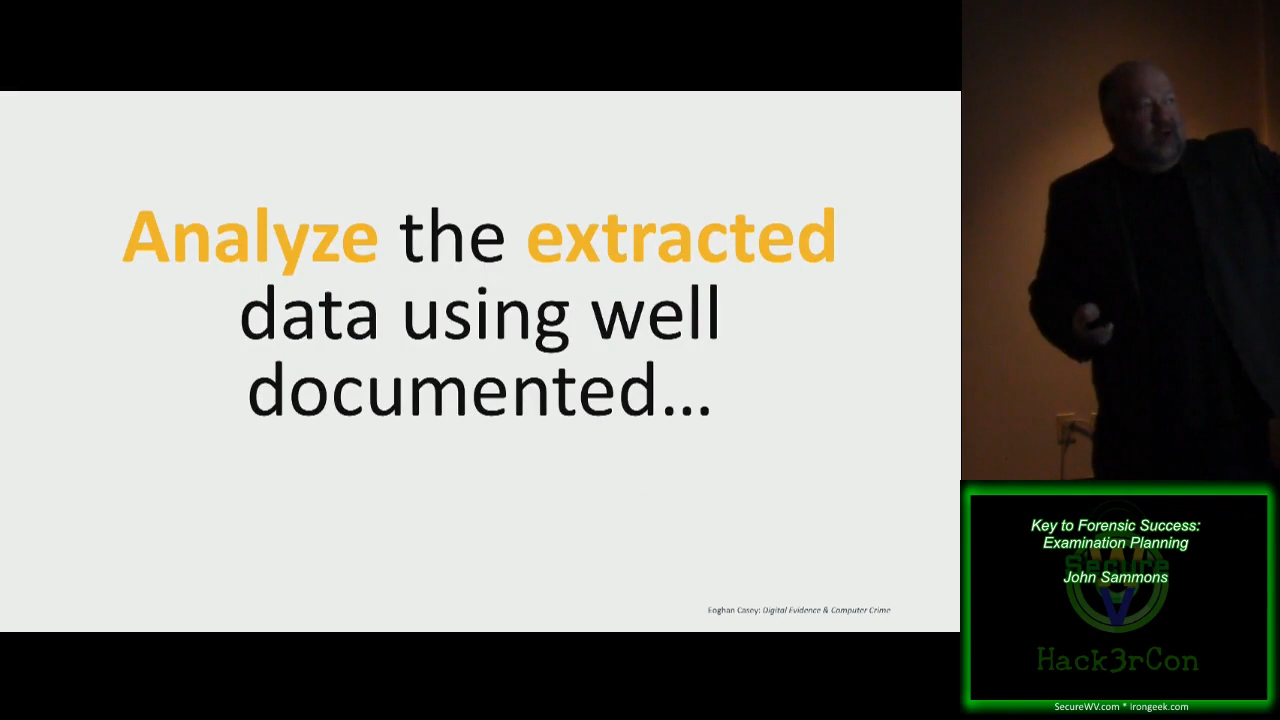 Analyze the extracted
data using well
documented...
Eoghan Casey: Digital Evidence & Computer Crime
Key to Forensic Success:
Examination Planning
John Sammons
Secure
W
V
Hack3rCon
SecureWV.com * Irongeek.com